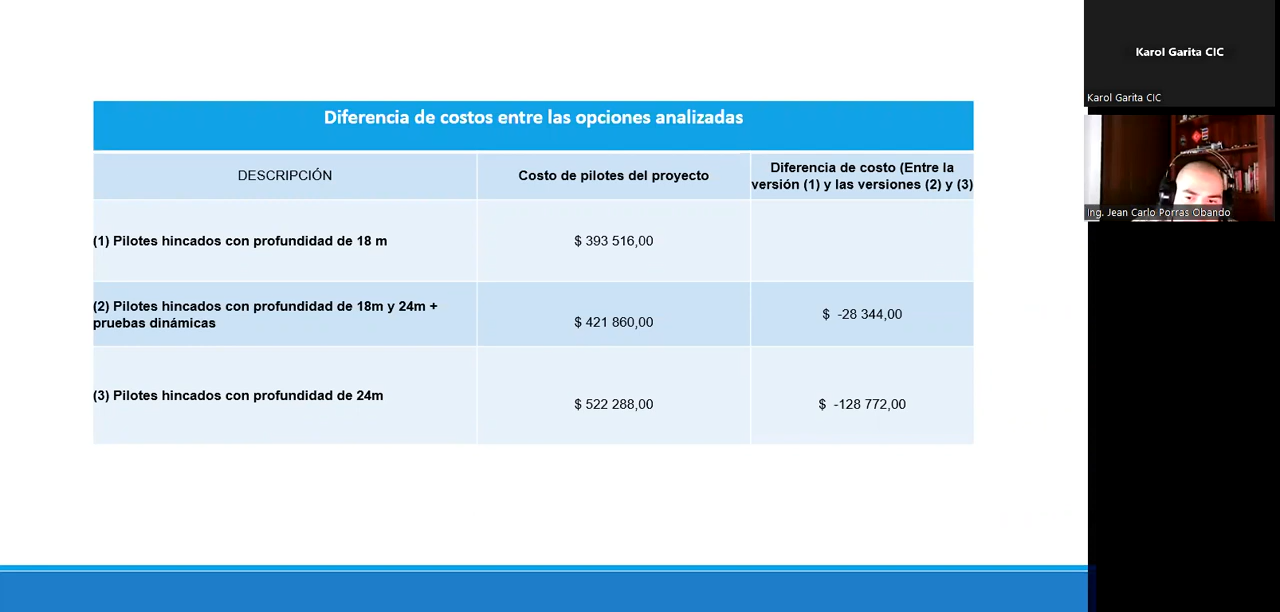 Diferencia de costos entre las opciones analizadas
DESCRIPCIÓN
Costo de pilotes del proyecto
Diferencia de costo (Entre la
versión (1) y las versiones (2) y (3)
(1) Pilotes hincados con profundidad de 18 m
$ 393 516,00
(2) Pilotes hincados con profundidad de 18m y 24m +
pruebas dinámicas
$ 421 860,00
$ -28 344,00
(3) Pilotes hincados con profundidad de 24m
$ 522 288,00
$ -128 772,00
Karol Garita CIC
Karol Garita CIC
Ing. Jean Carlo Porras Obando